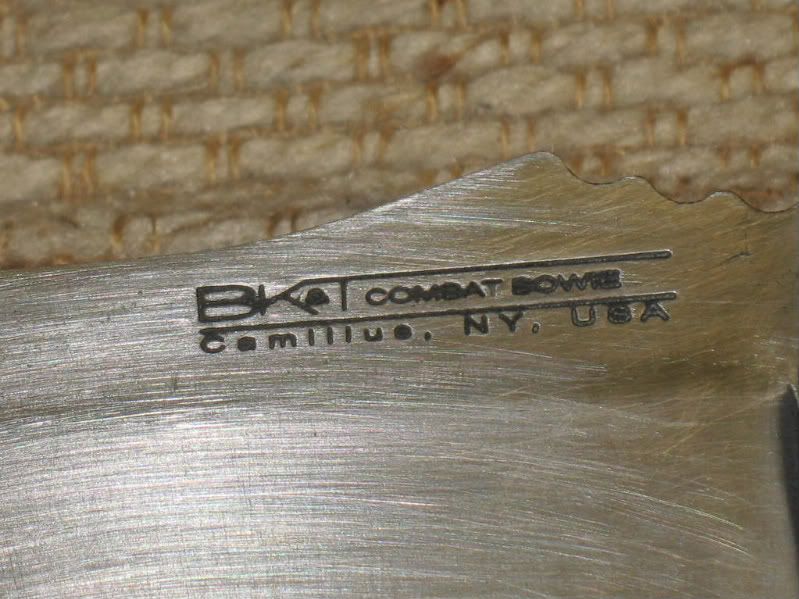 BK&T COMBAT BOWIE
Camillus, NY, USA